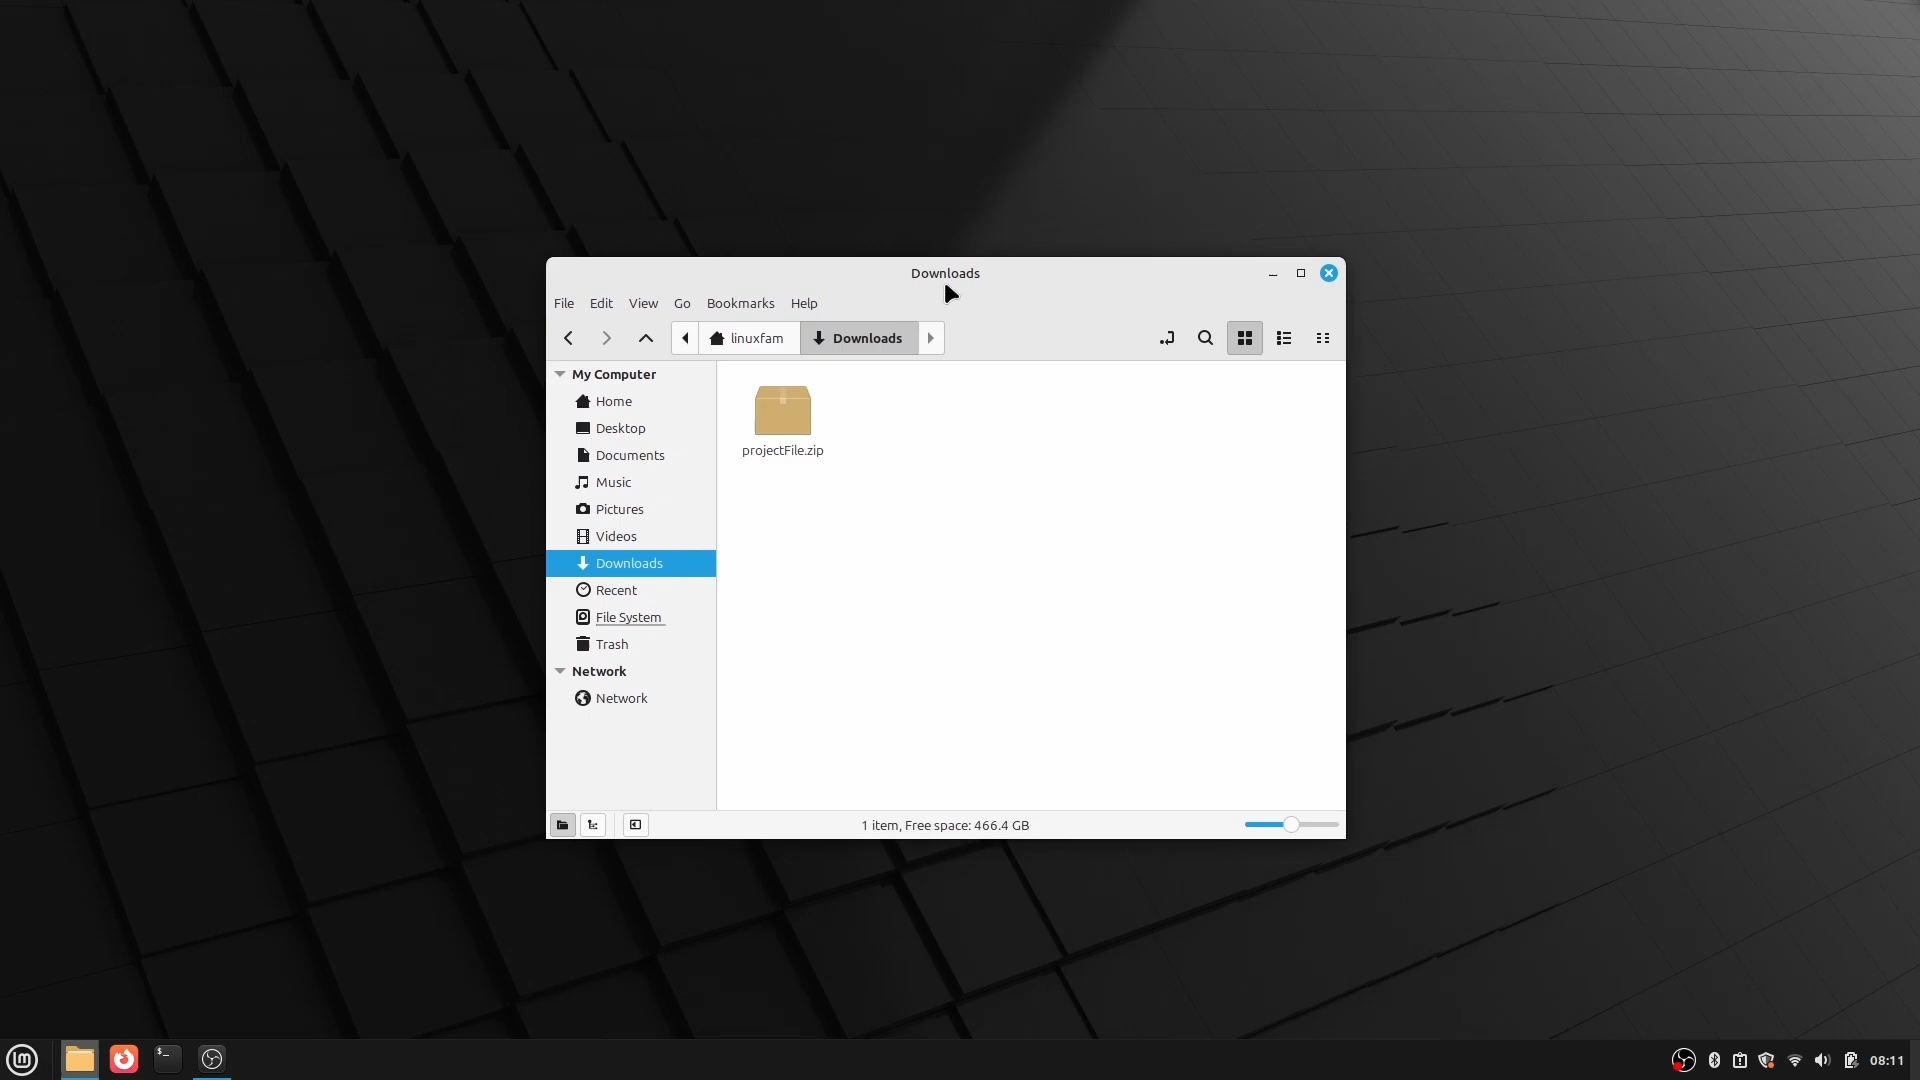 Downloads
File Edit View Go Bookmarks Help
linuxfam Downloads
My Computer
Home
Desktop
Documents
Music
Pictures
Videos
Downloads
Recent
File System
Trash
Network
Network
projectFile.zip
1 item, Free space: 466.4 GB
lm
$_
08:11